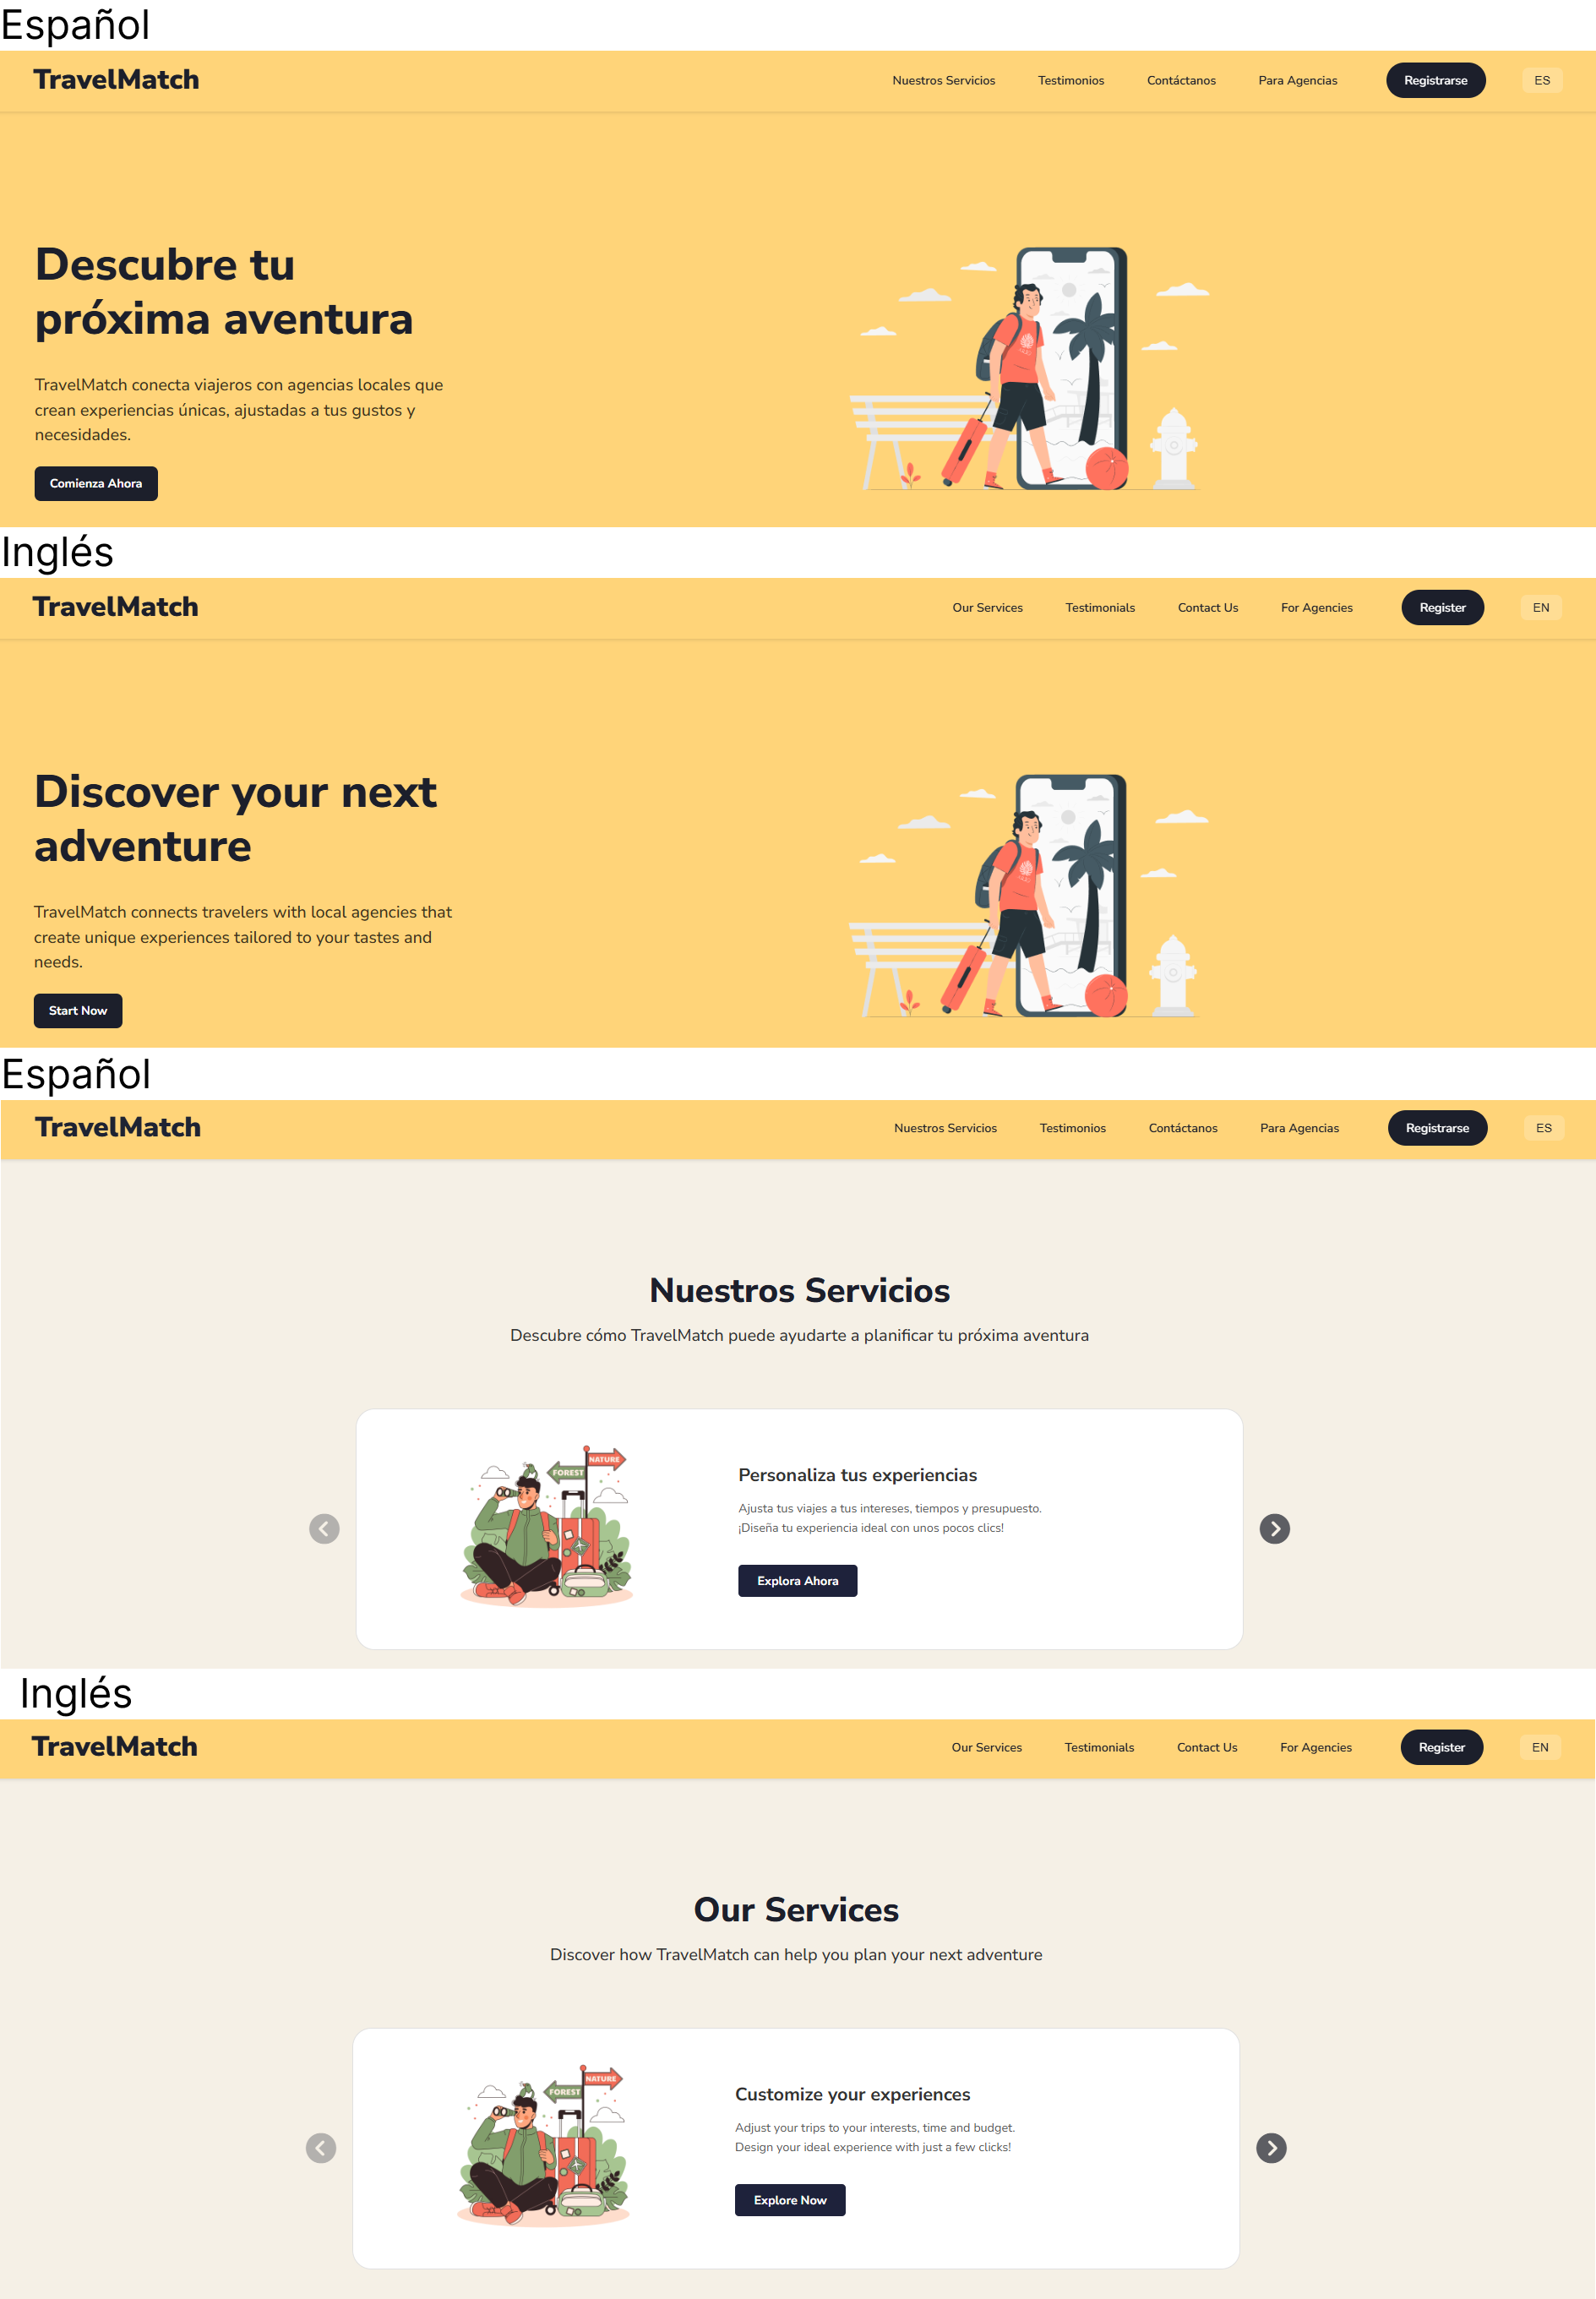 Español
TravelMatch
Nuestros Servicios
Testimonios
Contáctanos
Para Agencias
Registrarse
ES
Descubre tu
próxima aventura
TravelMatch conecta viajeros con agencias locales que
crean experiencias únicas, ajustadas a tus gustos y
necesidades.
Comienza Ahora
Inglés
TravelMatch
Our Services
Testimonials
Contact Us
For Agencies
Register
EN
Discover your next
adventure
TravelMatch connects travelers with local agencies that
create unique experiences tailored to your tastes and
needs.
Start Now
Español
TravelMatch
Nuestros Servicios
Testimonios
Contáctanos
Para Agencias
Registrarse
ES
Nuestros Servicios
Descubre cómo TravelMatch puede ayudarte a planificar tu próxima aventura
NATURE
FOREST
Personaliza tus experiencias
Ajusta tus viajes a tus intereses, tiempos y presupuesto.
¡Diseña tu experiencia ideal con unos pocos clics!
Explora Ahora
Inglés
TravelMatch
Our Services
Testimonials
Contact Us
For Agencies
Register
EN
Our Services
Discover how TravelMatch can help you plan your next adventure
NATURE
FOREST
Customize your experiences
Adjust your trips to your interests, time and budget.
Design your ideal experience with just a few clicks!
Explore Now